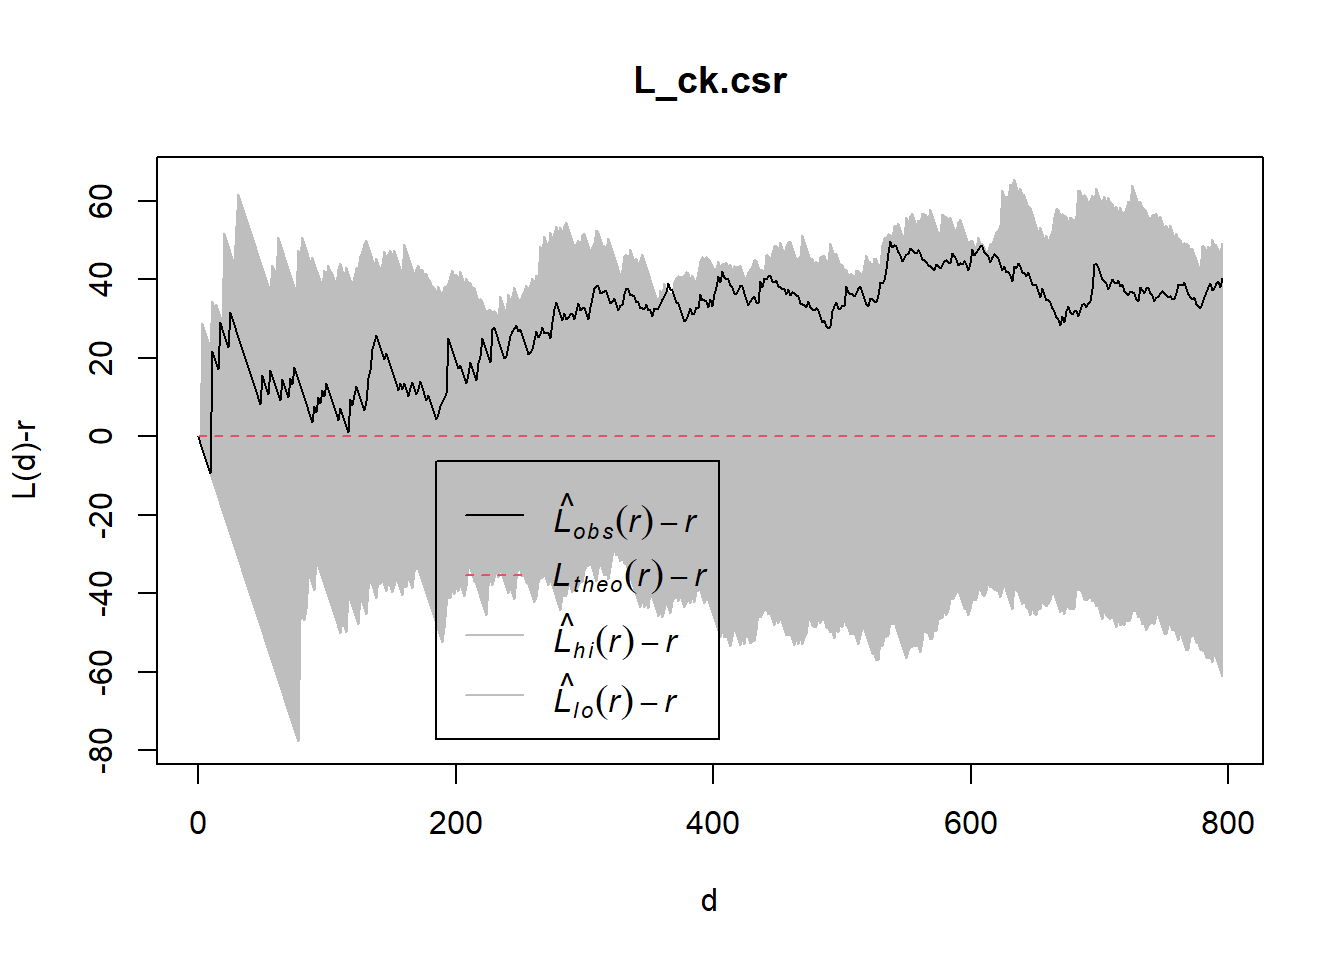 L_ck.csr
L(d)-r
60
40
20
0
-20
-40
-60
-80
L̂obs(r) − r
Ltheo(r) − r
L̂hi(r) − r
L̂lo(r) − r
0 200 400 600 800
d